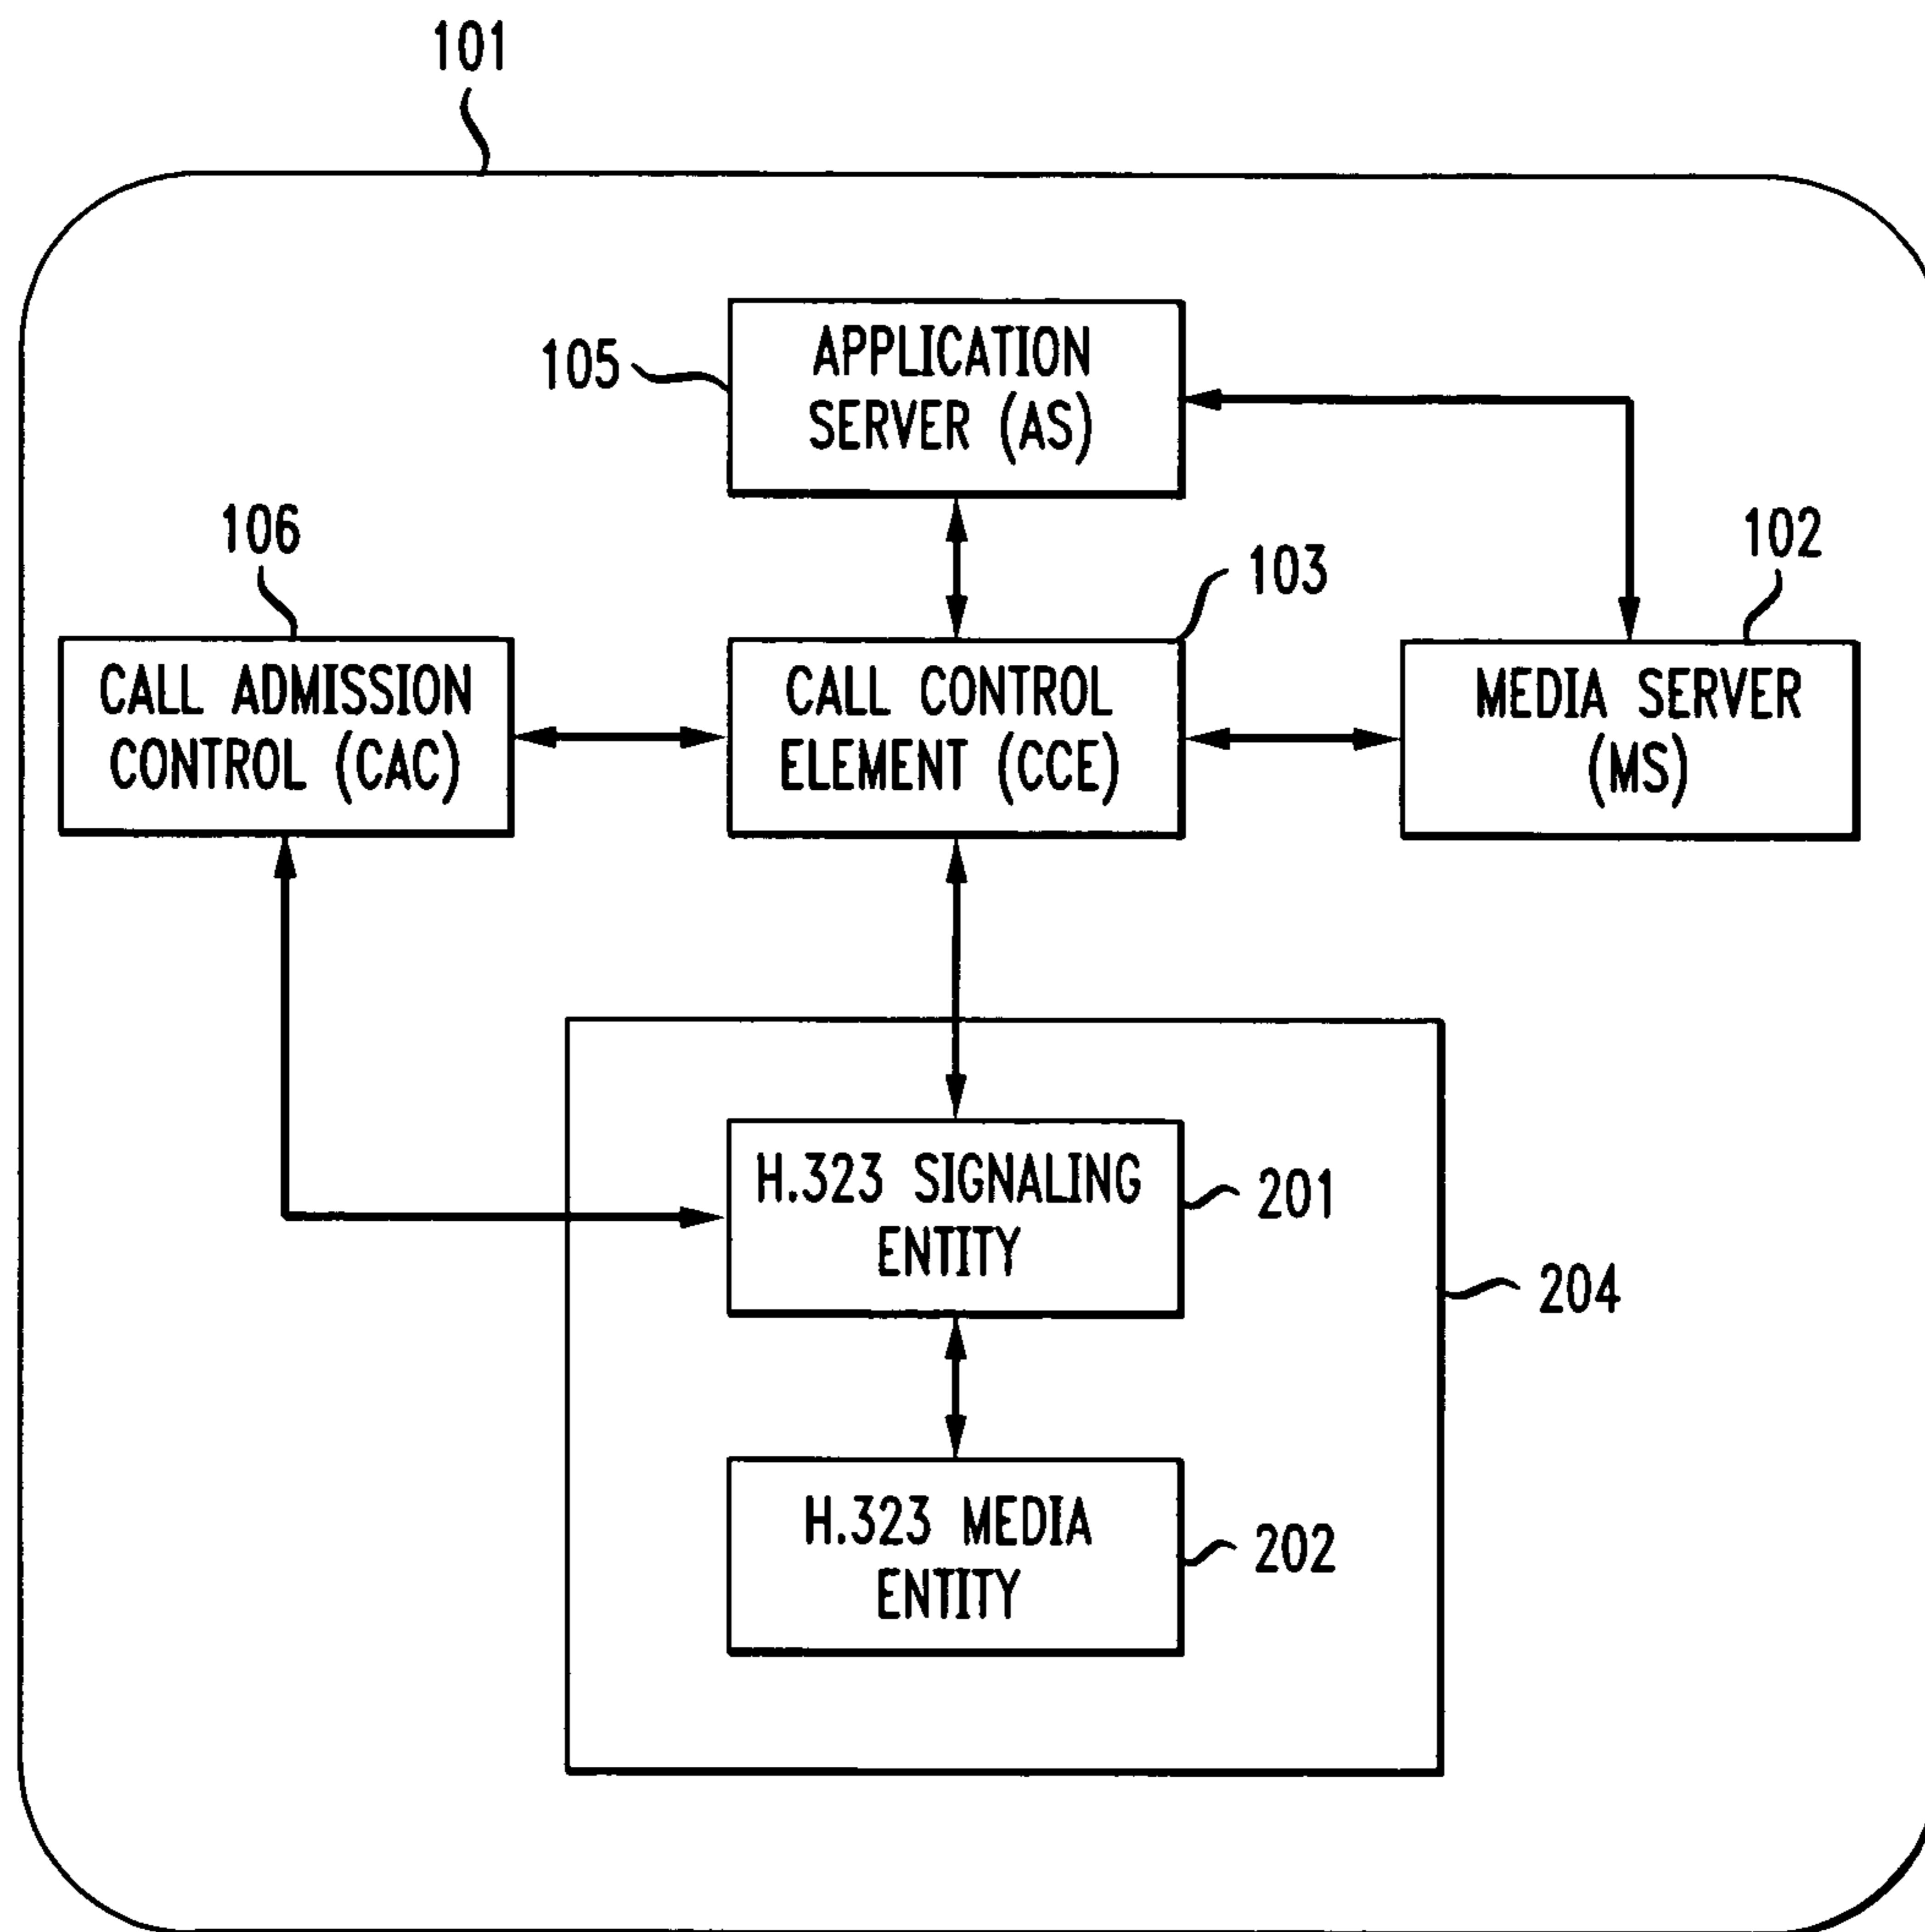 101
105
APPLICATION
SERVER (AS)
106
103
102
CALL ADMISSION
CONTROL (CAC)
CALL CONTROL
ELEMENT (CCE)
MEDIA SERVER
(MS)
H.323 SIGNALING
ENTITY
201
204
H.323 MEDIA
ENTITY
202